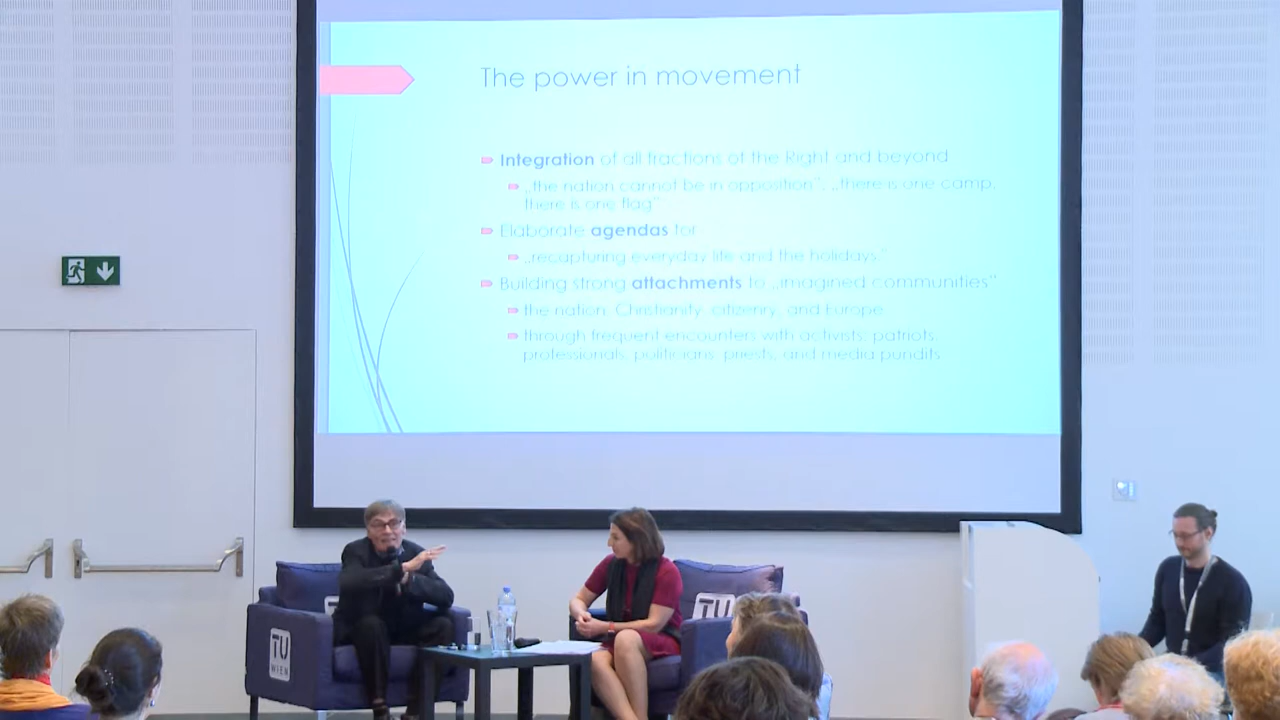 The power in movement
Integration of all fractions of the Right and beyond
„the nation cannot be in opposition”; „there is one camp,
there is one flag”
Elaborate agendas for
„recapturing everyday life and the holidays.”
Building strong attachments to „imagined communities”
the nation, Christianity, citizenry, and Europe
through frequent encounters with activists, patriots,
professionals, politicians, priests, and media pundits
TU
WIEN
TU